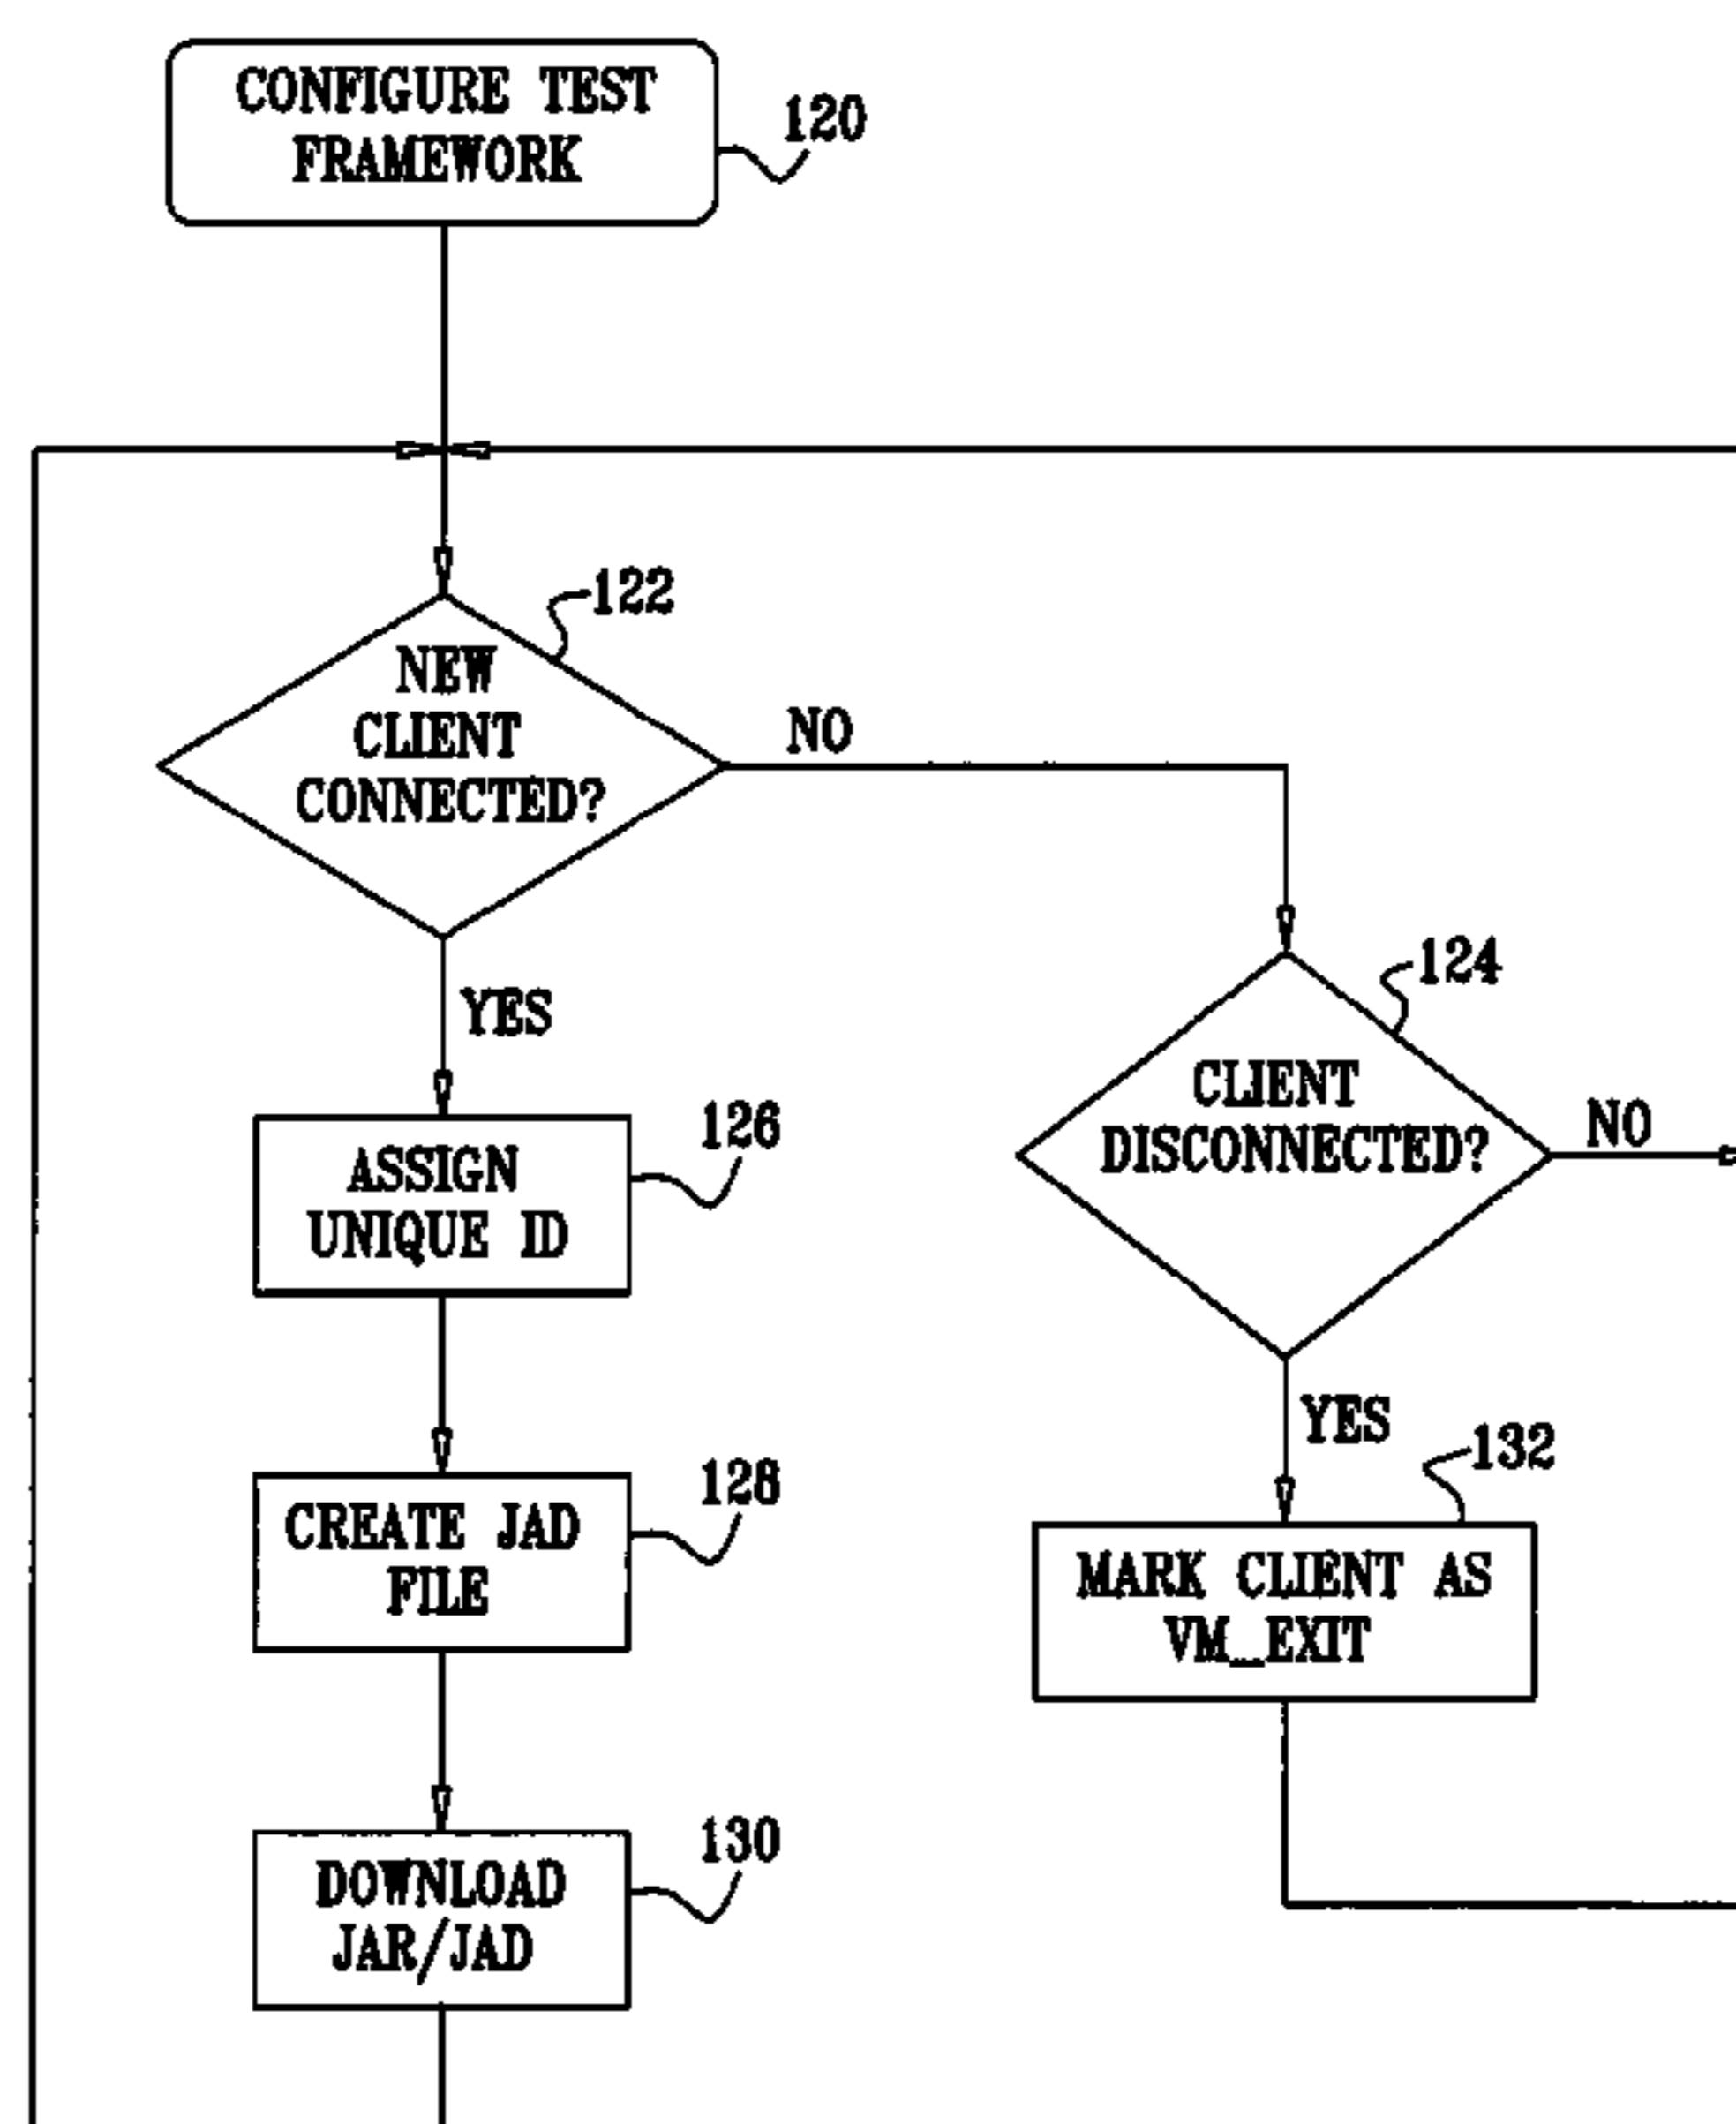 CONFIGURE TEST
FRAMEWORK
120
122
NEW
CLIENT
CONNECTED?
NO
YES
124
CLIENT
DISCONNECTED?
NO
YES
126
ASSIGN
UNIQUE ID
128
CREATE JAD
FILE
132
MARK CLIENT AS
VM_EXIT
130
DOWNLOAD
JAR/JAD